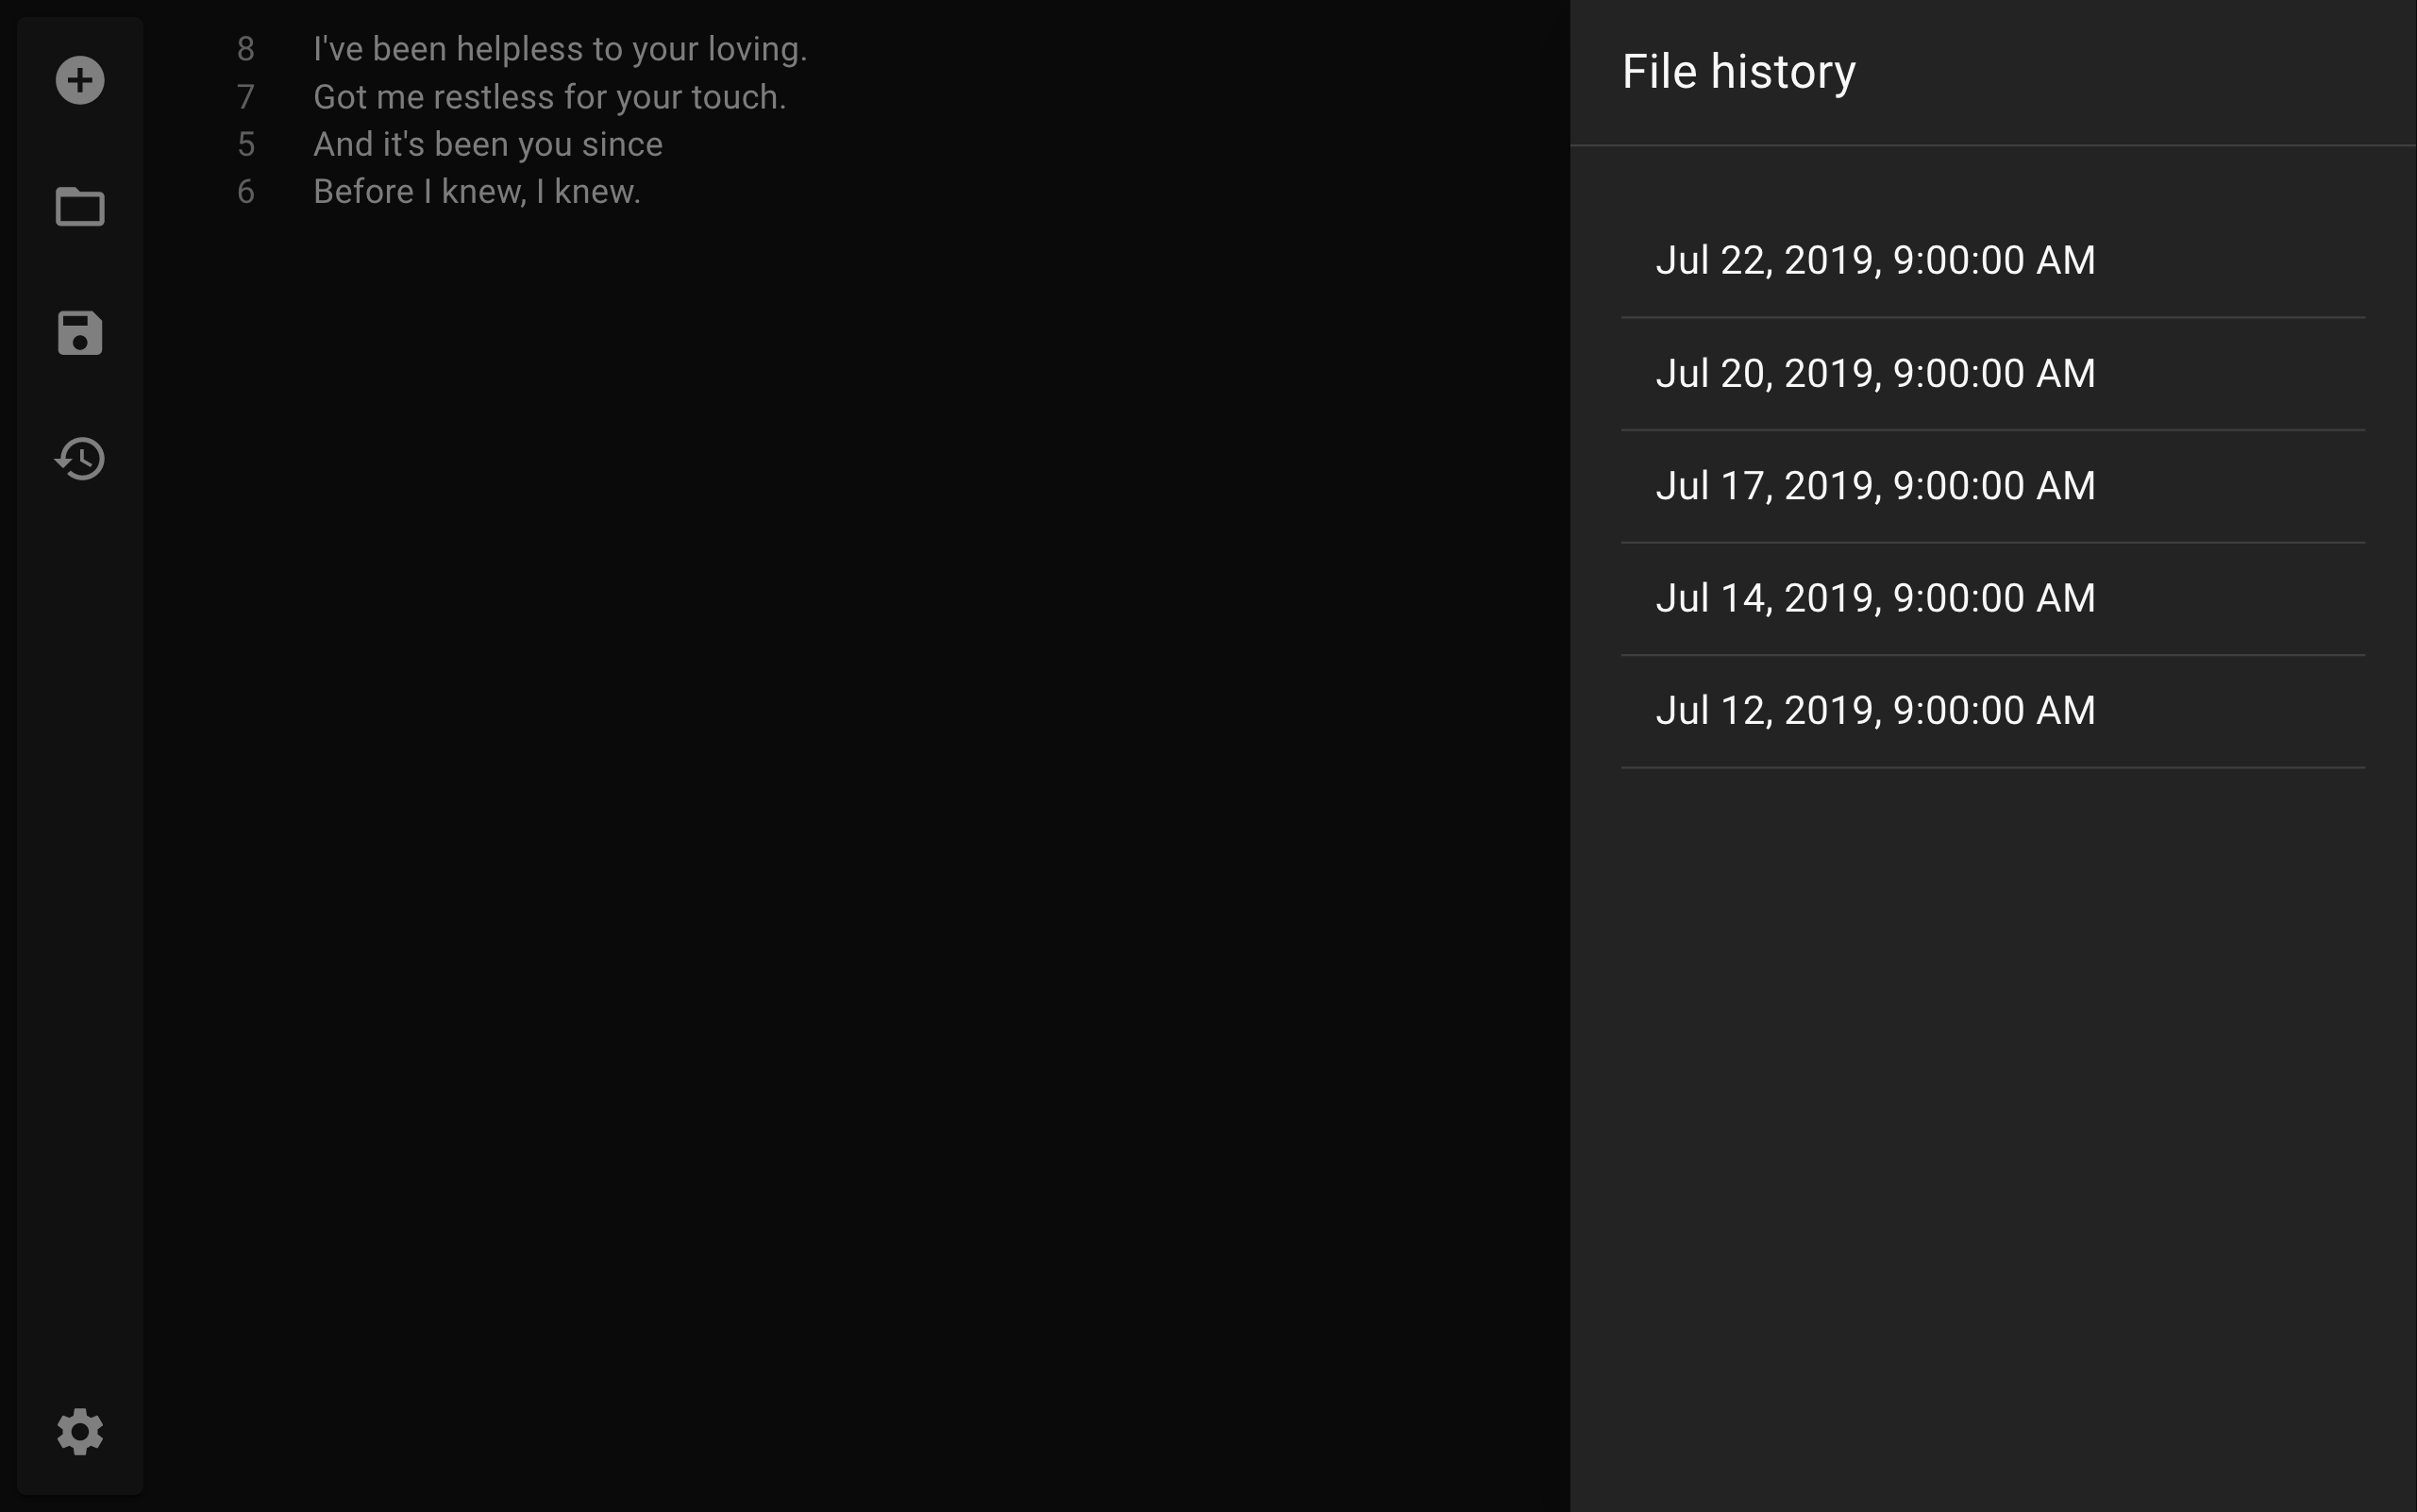 8 I've been helpless to your loving.
7 Got me restless for your touch.
5 And it's been you since
6 Before I knew, I knew.
File history
Jul 22, 2019, 9:00:00 AM
Jul 20, 2019, 9:00:00 AM
Jul 17, 2019, 9:00:00 AM
Jul 14, 2019, 9:00:00 AM
Jul 12, 2019, 9:00:00 AM